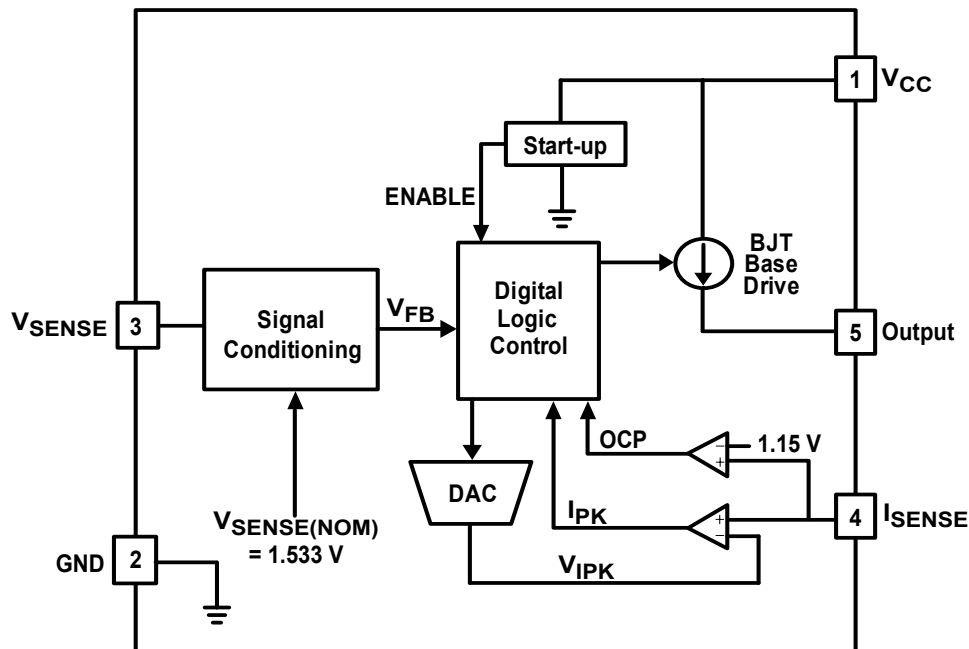 1
VCC
Start-up
ENABLE
BJT
Base
Drive
VSENSE
3
Signal
Conditioning
VFB
Digital
Logic
Control
5
Output
OCP
-
+
1.15 V
DAC
VSENSE(NOM)
= 1.533 V
IPK
+
-
4
ISENSE
GND
2
VIPK